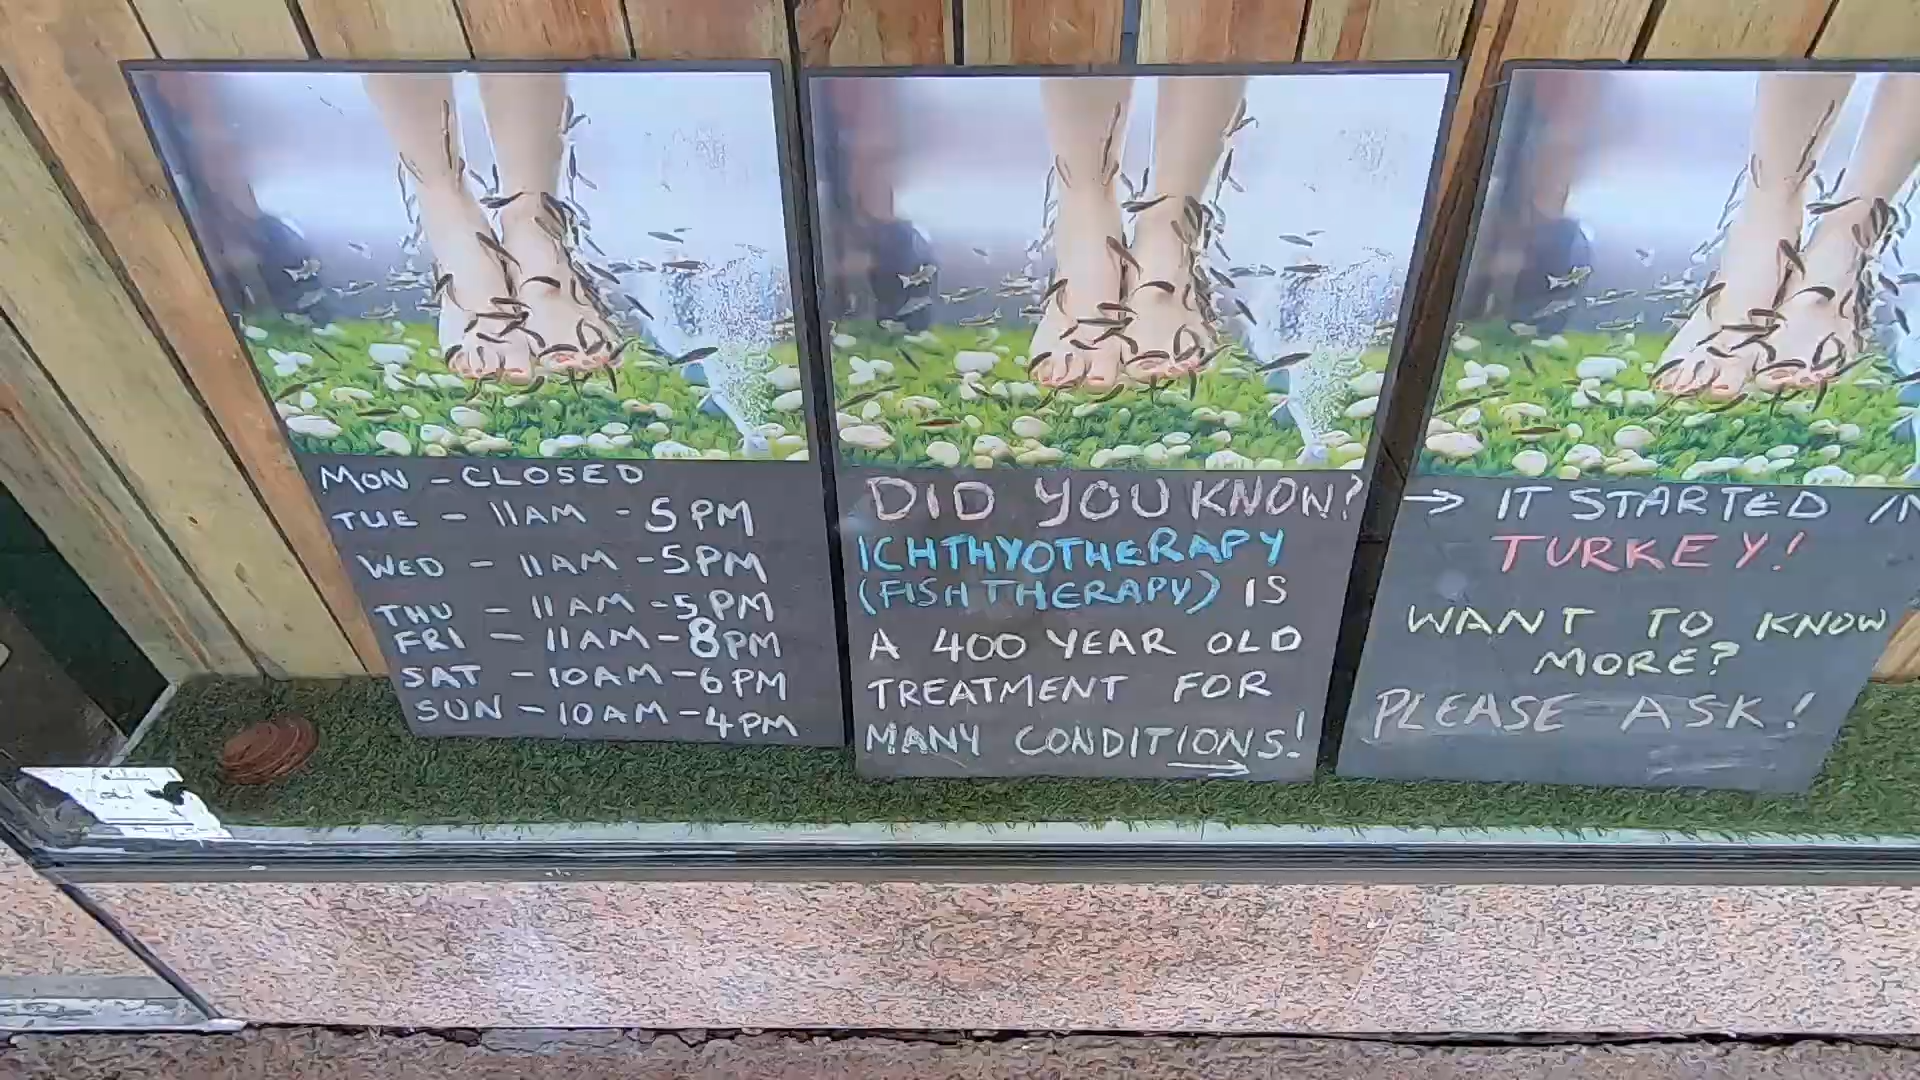 MON - CLOSED
TUE - 11AM - 5PM
WED - 11AM - 5PM
THU - 11AM - 5PM
FRI - 11AM - 8PM
SAT - 10AM - 6PM
SUN - 10AM - 4PM
DID YOU KNOW?
ICHTHYOTHERAPY
(FISH THERAPY) IS
A 400 YEAR OLD
TREATMENT FOR
MANY CONDITIONS!
→ IT STARTED IN
TURKEY!
WANT TO KNOW
MORE?
PLEASE ASK!